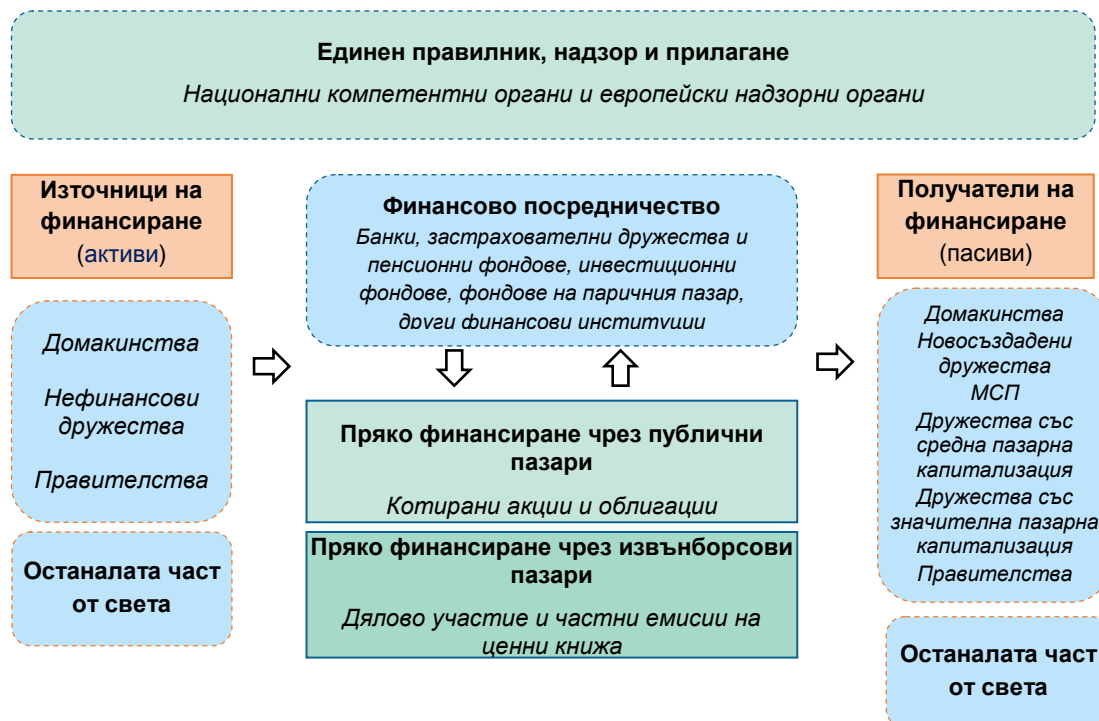 Единен правилник, надзор и прилагане
Национални компетентни органи и европейски надзорни органи
Източници на
финансиране
(активи)
Домакинства
Нефинансови
дружества
Правителства
Останалата част
от света
Финансово посредничество
Банки, застрахователни дружества и
пенсионни фондове, инвестиционни
фондове, фондове на паричния пазар,
други финансови институции
Пряко финансиране чрез публични
пазари
Котирани акции и облигации
Пряко финансиране чрез извънборсови
пазари
Дялово участие и частни емисии на
ценни книжа
Получатели на
финансиране
(пасиви)
Домакинства
Новосъздадени
дружества
МСП
Дружества със
средна пазарна
капитализация
Дружества със
значителна пазарна
капитализация
Правителства
Останалата част
от света